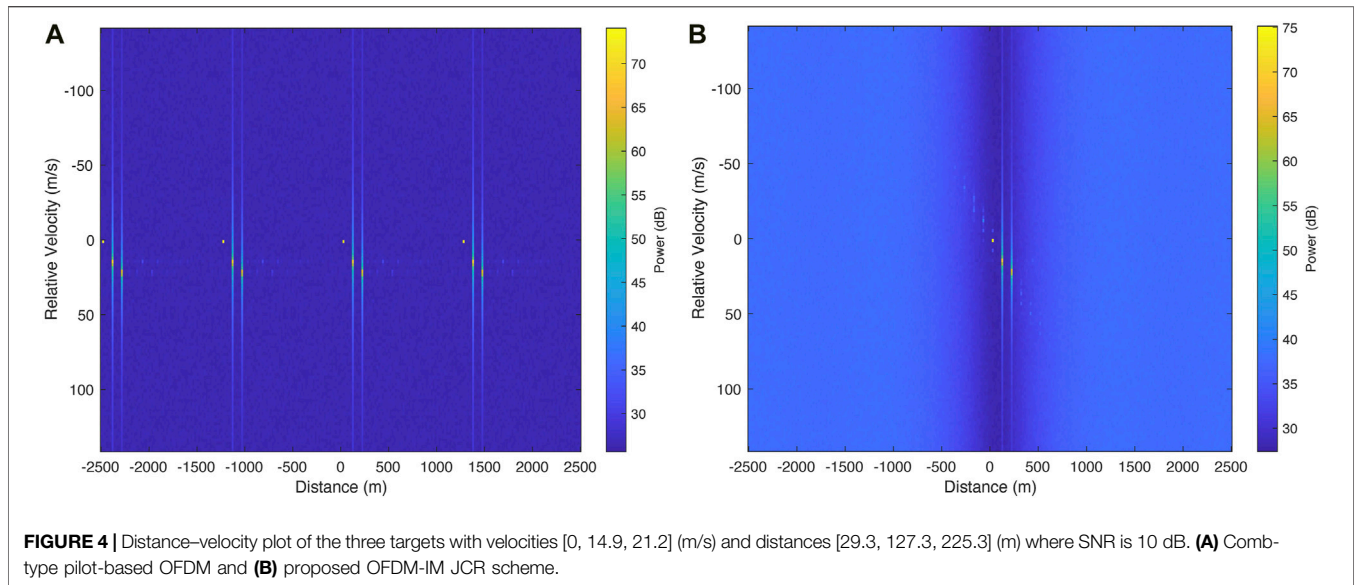 A
-100
-50
0
50
100
Relative Velocity (m/s)
-2500 -2000 -1500 -1000 -500 0 500 1000 1500 2000 2500
Distance (m)
70
65
60
55
50
45
40
35
30
Power (dB)
B
-100
-50
0
50
100
Relative Velocity (m/s)
-2500 -2000 -1500 -1000 -500 0 500 1000 1500 2000 2500
Distance (m)
75
70
65
60
55
50
45
40
35
30
Power (dB)
FIGURE 4 | Distance–velocity plot of the three targets with velocities [0, 14.9, 21.2] (m/s) and distances [29.3, 127.3, 225.3] (m) where SNR is 10 dB. (A) Comb-
type pilot-based OFDM and (B) proposed OFDM-IM JCR scheme.